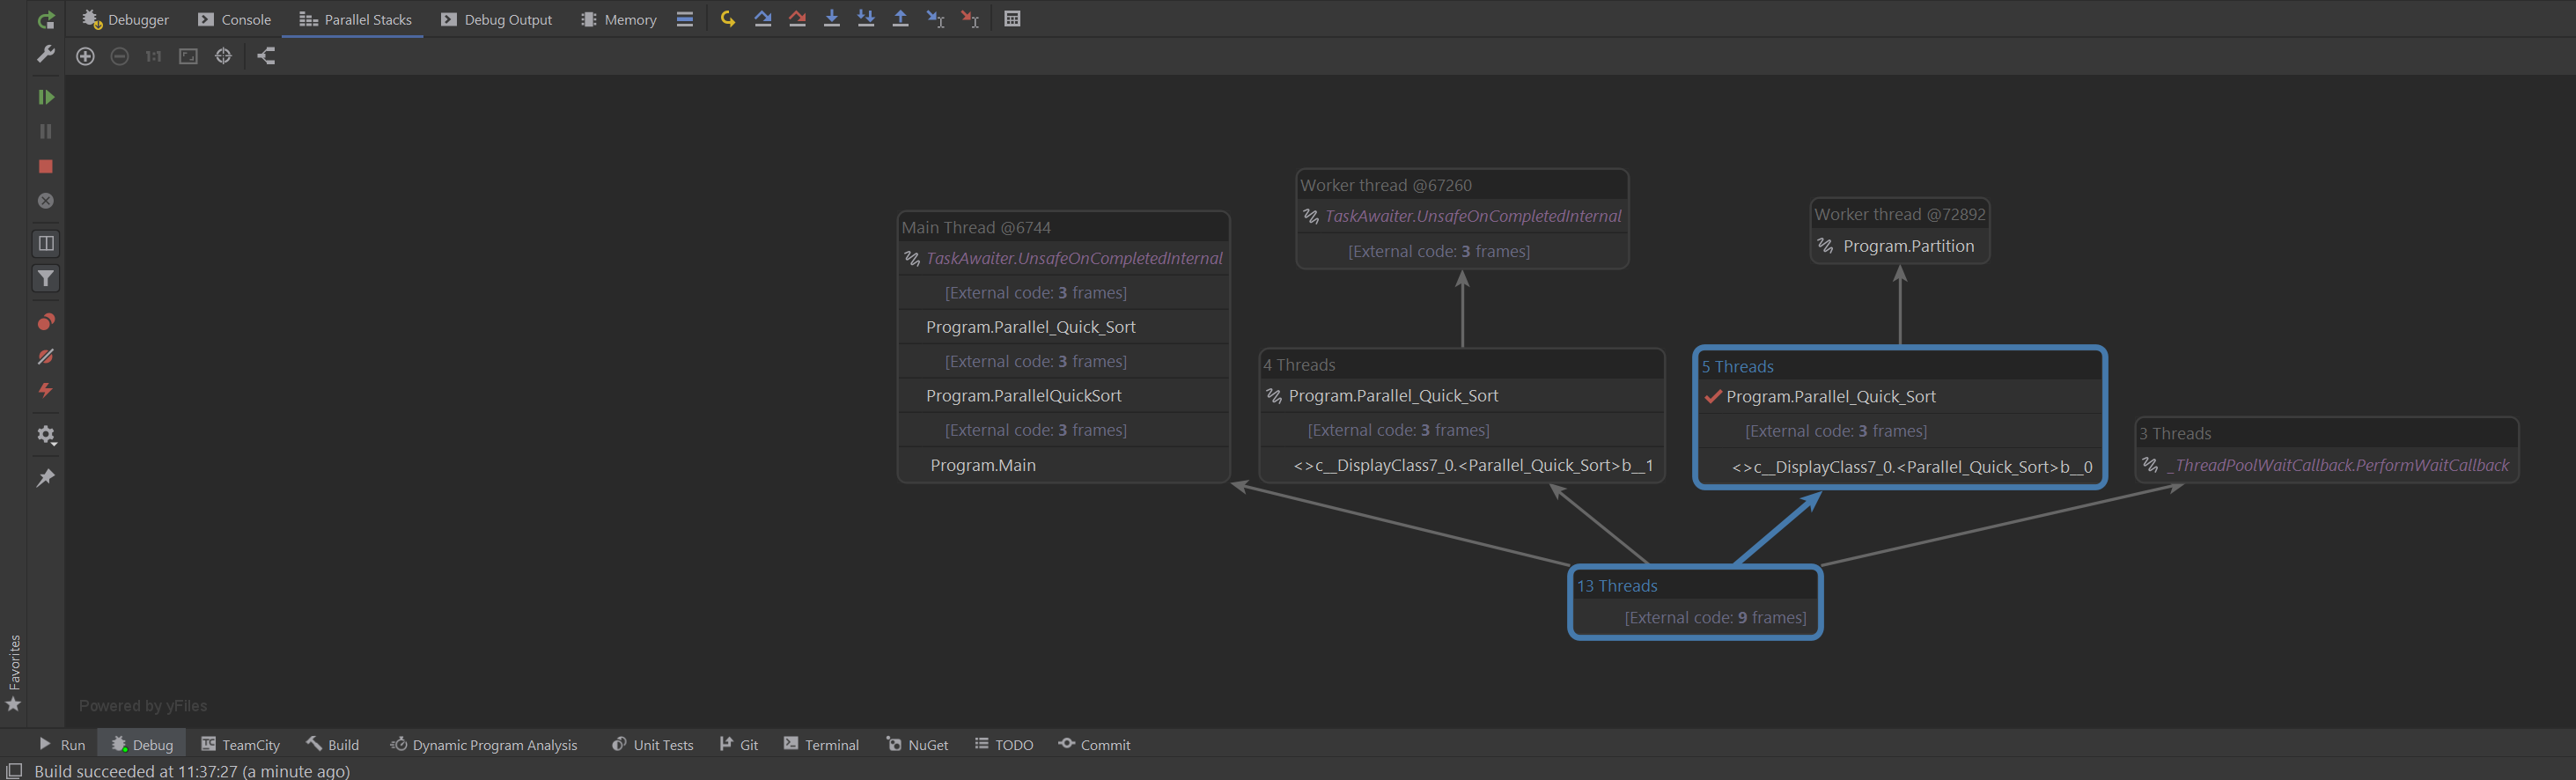 Debugger Console Parallel Stacks Debug Output Memory
1:1
Worker thread @67260
TaskAwaiter.UnsafeOnCompletedInternal
[External code: 3 frames]
Worker thread @72892
Program.Partition
Main Thread @6744
TaskAwaiter.UnsafeOnCompletedInternal
[External code: 3 frames]
Program.Parallel_Quick_Sort
[External code: 3 frames]
Program.ParallelQuickSort
[External code: 3 frames]
Program.Main
4 Threads
Program.Parallel_Quick_Sort
[External code: 3 frames]
<>c__DisplayClass7_0.<Parallel_Quick_Sort>b__1
5 Threads
Program.Parallel_Quick_Sort
[External code: 3 frames]
<>c__DisplayClass7_0.<Parallel_Quick_Sort>b__0
3 Threads
_ThreadPoolWaitCallback.PerformWaitCallback
13 Threads
[External code: 9 frames]
Favorites
Powered by yFiles
Run Debug TeamCity Build Dynamic Program Analysis Unit Tests Git Terminal NuGet TODO Commit
Build succeeded at 11:37:27 (a minute ago)